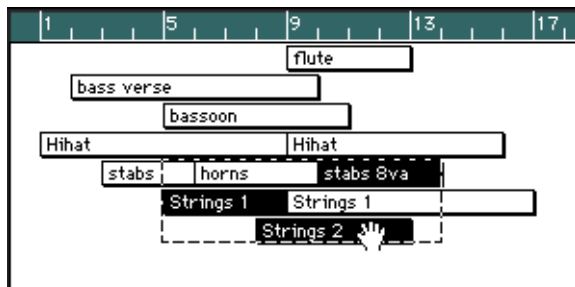 1 5 9 13 17
flute
bass verse
bassoon
Hihat Hihat
stabs horns stabs 8va
Strings 1 Strings 1
Strings 2